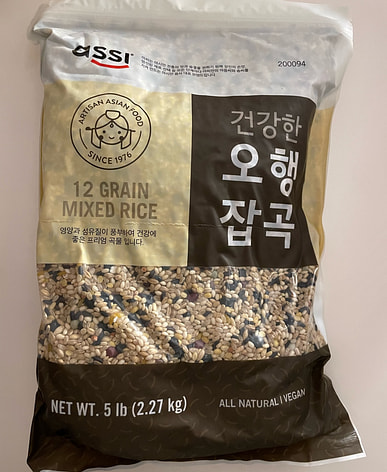 assi
200094
ARTISAN ASIAN FOOD
SINCE 1976
12 GRAIN
MIXED RICE
영양과 섬유질이 풍부하여 건강에
좋은 프리미엄 곡물 입니다.
건강한
오행
잡곡
NET WT. 5 lb (2.27 kg)
ALL NATURAL | VEGAN